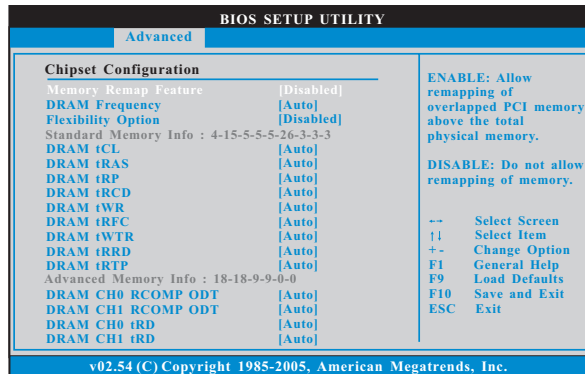 BIOS SETUP UTILITY
Advanced
Chipset Configuration
Memory Remap Feature [Disabled]
DRAM Frequency [Auto]
Flexibility Option [Disabled]
Standard Memory Info : 4-15-5-5-5-26-3-3-3
DRAM tCL [Auto]
DRAM tRAS [Auto]
DRAM tRP [Auto]
DRAM tRCD [Auto]
DRAM tWR [Auto]
DRAM tRFC [Auto]
DRAM tWTR [Auto]
DRAM tRRD [Auto]
DRAM tRTP [Auto]
Advanced Memory Info : 18-18-9-9-0-0
DRAM CH0 RCOMP ODT [Auto]
DRAM CH1 RCOMP ODT [Auto]
DRAM CH0 tRD [Auto]
DRAM CH1 tRD [Auto]
ENABLE: Allow
remapping of
overlapped PCI memory
above the total
physical memory.
DISABLE: Do not allow
remapping of memory.
←→ Select Screen
↑↓ Select Item
+ - Change Option
F1 General Help
F9 Load Defaults
F10 Save and Exit
ESC Exit
v02.54 (C) Copyright 1985-2005, American Megatrends, Inc.